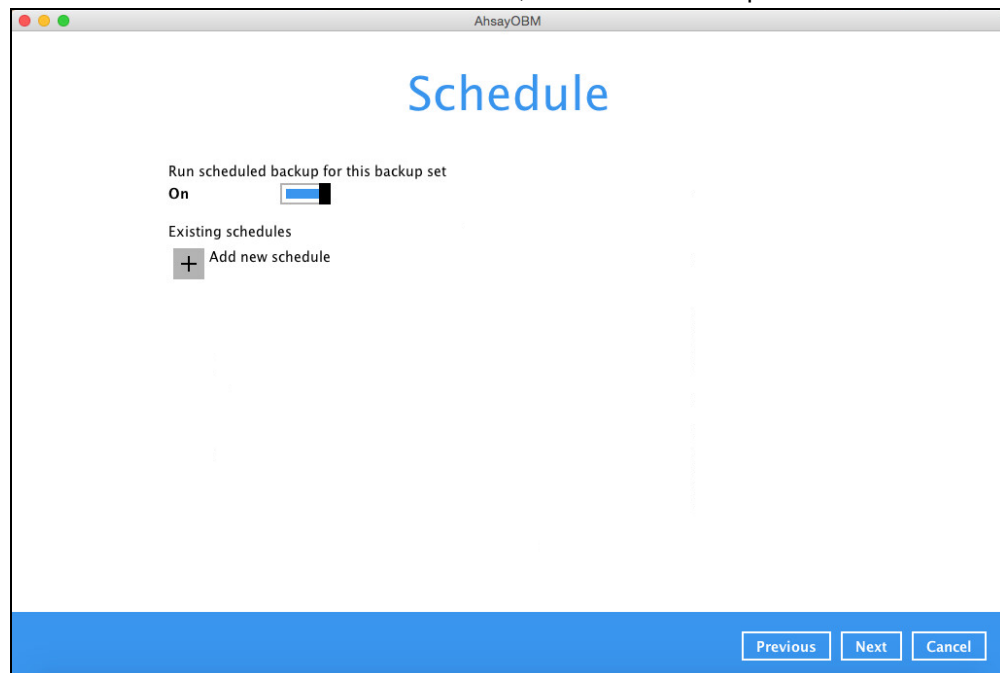 AhsayOBM
Schedule
Run scheduled backup for this backup set
On
Existing schedules
+ Add new schedule
Previous Next Cancel